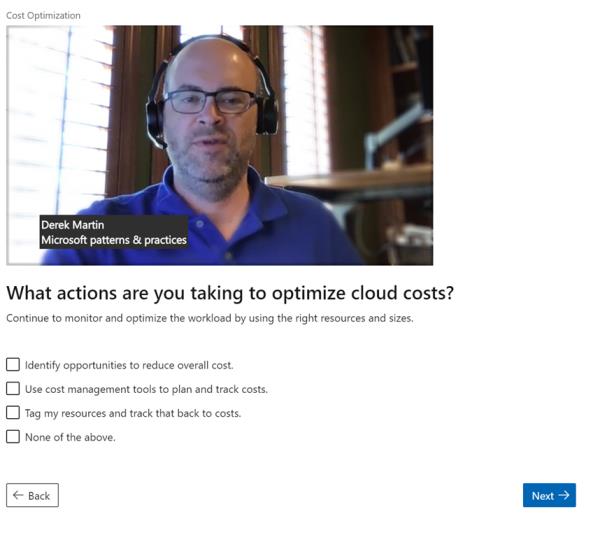 Cost Optimization
Derek Martin
Microsoft patterns & practices
What actions are you taking to optimize cloud costs?
Continue to monitor and optimize the workload by using the right resources and sizes.
Identify opportunities to reduce overall cost.
Use cost management tools to plan and track costs.
Tag my resources and track that back to costs.
None of the above.
← Back
Next →